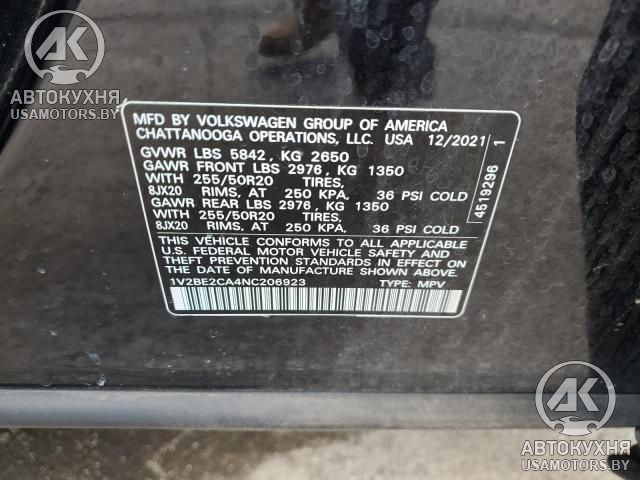 AK
АВТОКУХНЯ
USAMOTORS.BY
MFD BY VOLKSWAGEN GROUP OF AMERICA
CHATTANOOGA OPERATIONS, LLC. USA 12/2021
GVWR LBS 5842, KG 2650
GAWR FRONT LBS 2976, KG 1350
WITH 255/50R20 TIRES,
8JX20 RIMS, AT 250 KPA, 36 PSI COLD
GAWR REAR LBS 2976, KG 1350
WITH 255/50R20 TIRES,
8JX20 RIMS, AT 250 KPA, 36 PSI COLD
THIS VEHICLE CONFORMS TO ALL APPLICABLE
U.S. FEDERAL MOTOR VEHICLE SAFETY AND
THEFT PREVENTION STANDARDS IN EFFECT ON
THE DATE OF MANUFACTURE SHOWN ABOVE.
1V2BE2CA4NC206923 TYPE: MPV
4519296 1
AK
АВТОКУХНЯ
USAMOTORS.BY